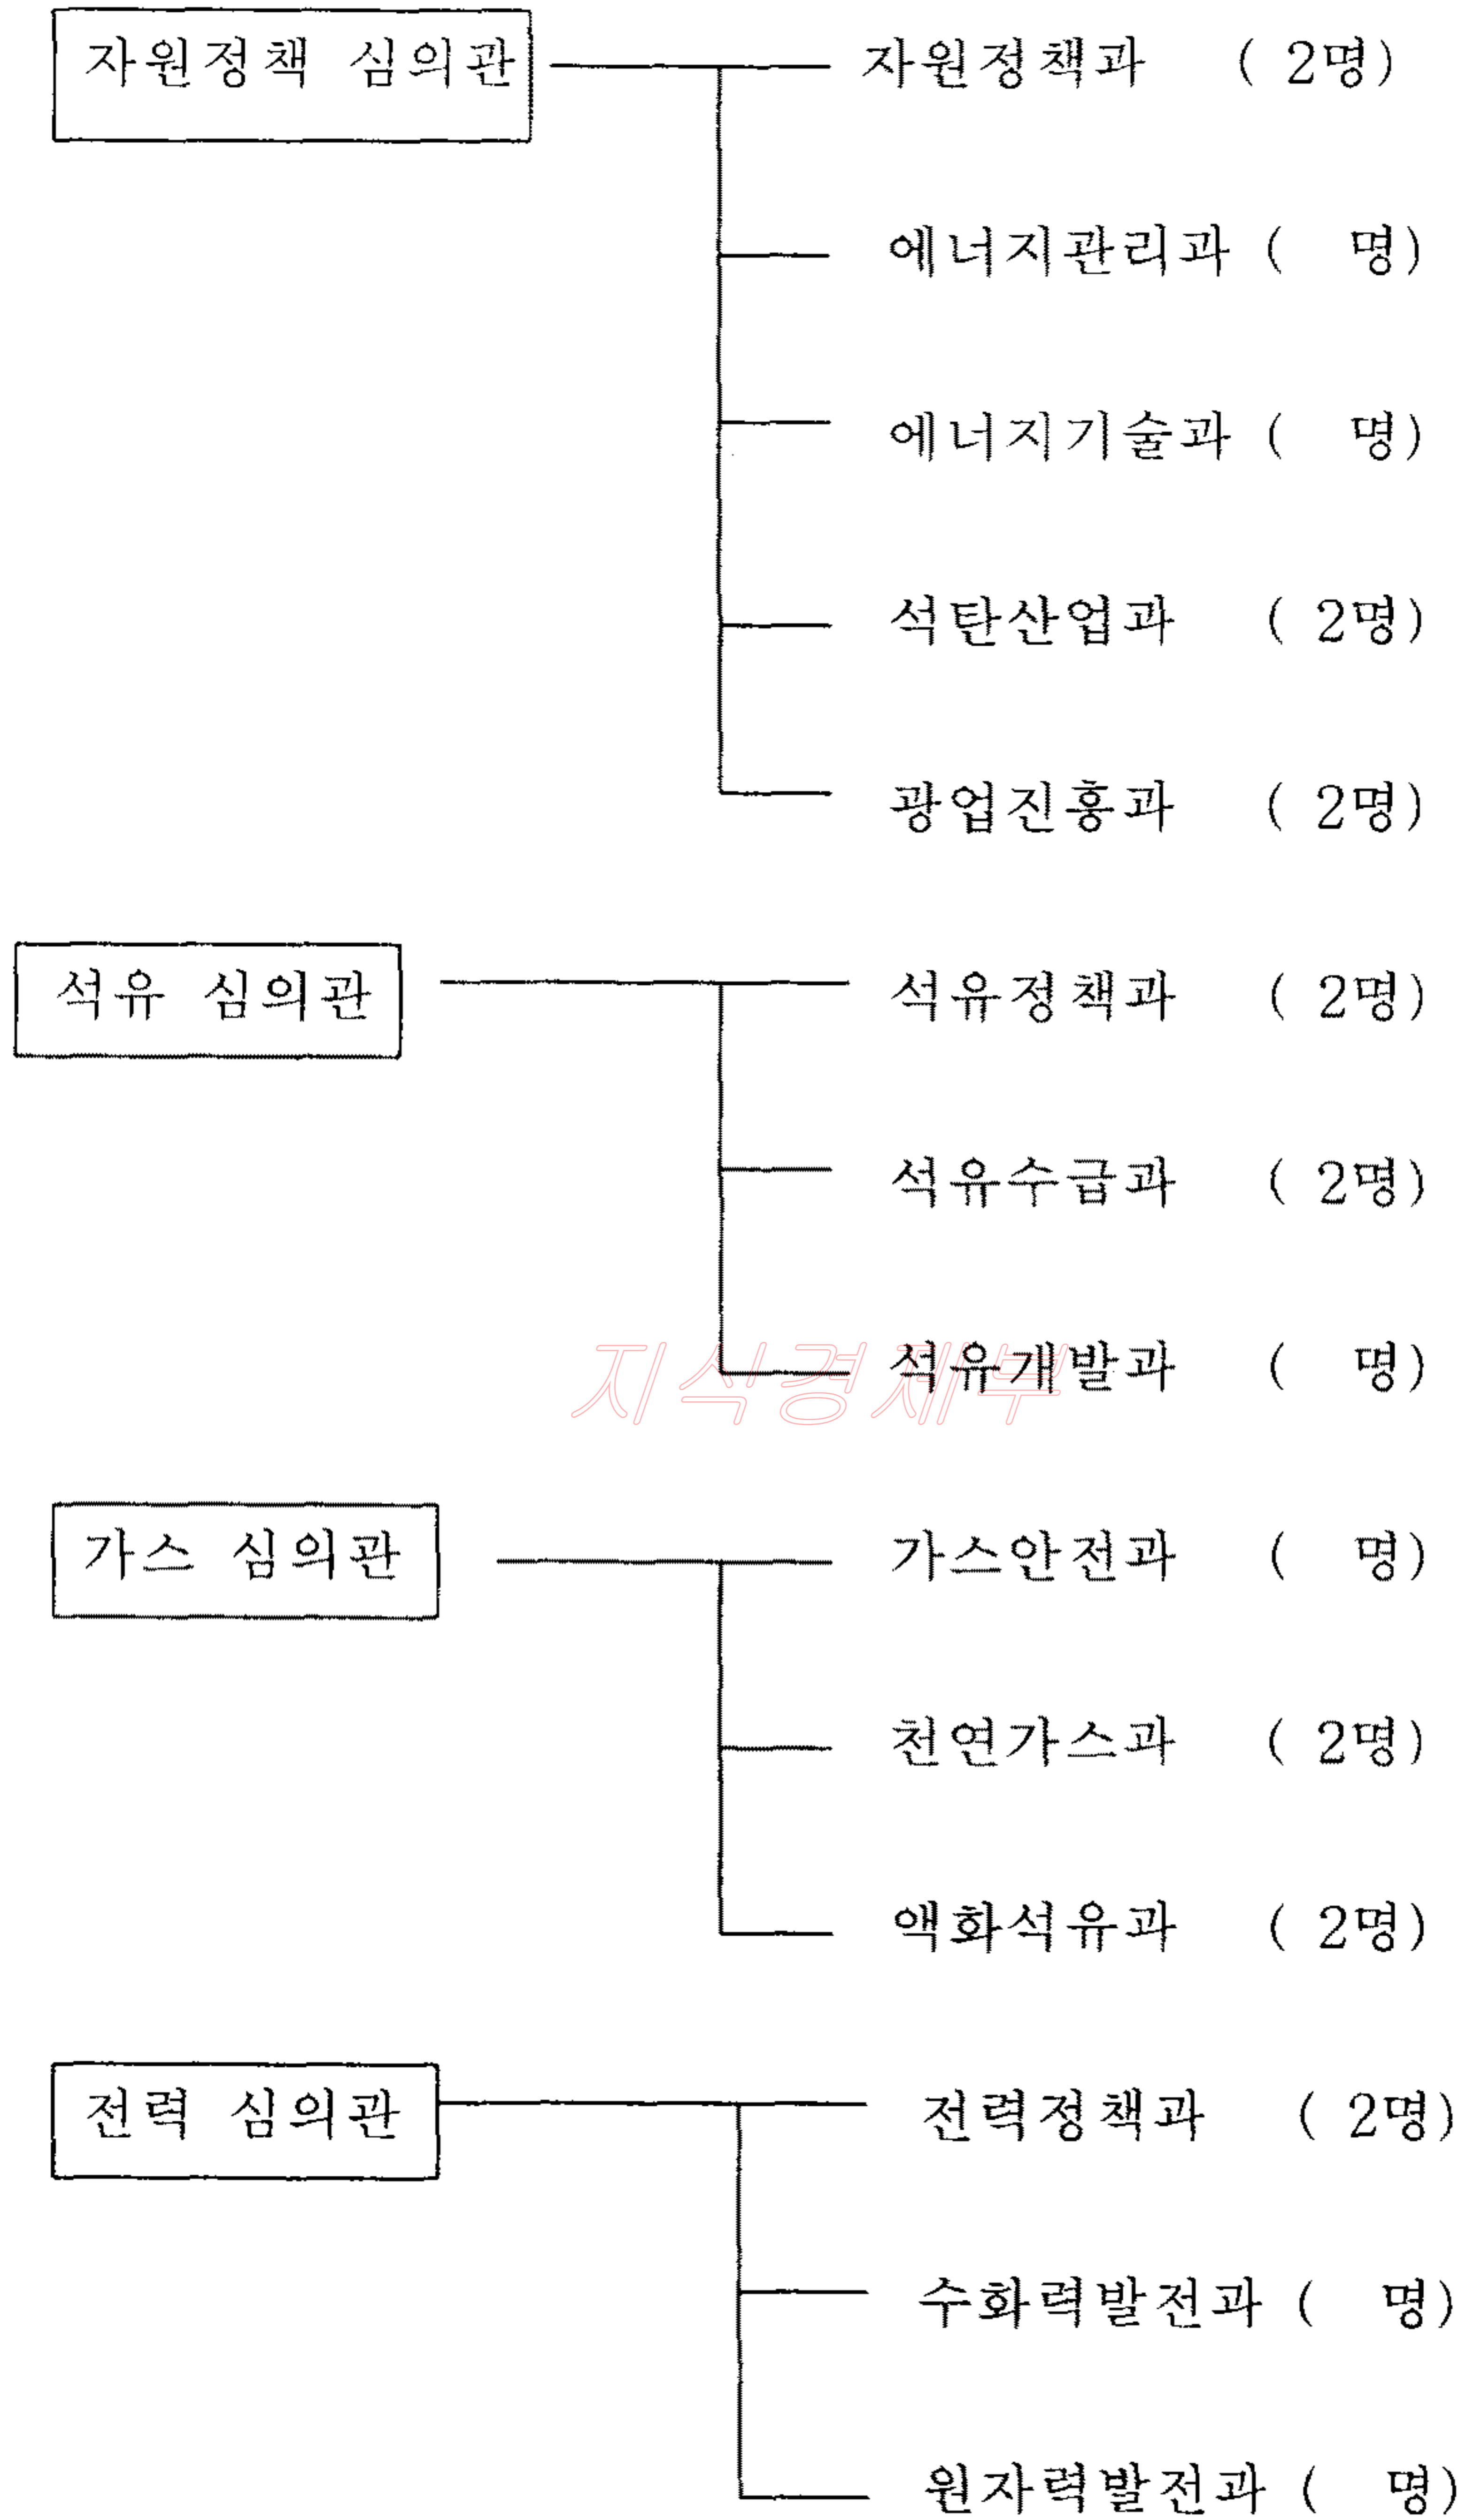 자원정책 심의관 자원정책과 ( 2명)
에너지관리과 ( 명)
에너지기술과 ( 명)
석탄산업과 ( 2명)
광업진흥과 ( 2명)
석유 심의관 석유정책과 ( 2명)
석유수급과 ( 2명)
석유개발과 ( 명)
지식경제부
가스 심의관 가스안전과 ( 명)
천연가스과 ( 2명)
액화석유과 ( 2명)
전력 심의관 전력정책과 ( 2명)
수화력발전과 ( 명)
원자력발전과 ( 명)